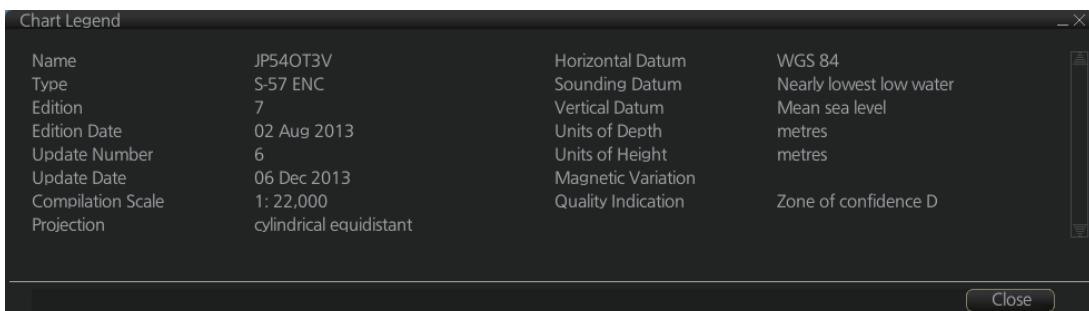 Chart Legend
Name JP54OT3V Horizontal Datum WGS 84
Type S-57 ENC Sounding Datum Nearly lowest low water
Edition 7 Vertical Datum Mean sea level
Edition Date 02 Aug 2013 Units of Depth metres
Update Number 6 Units of Height metres
Update Date 06 Dec 2013 Magnetic Variation
Compilation Scale 1: 22,000 Quality Indication Zone of confidence D
Projection cylindrical equidistant
Close